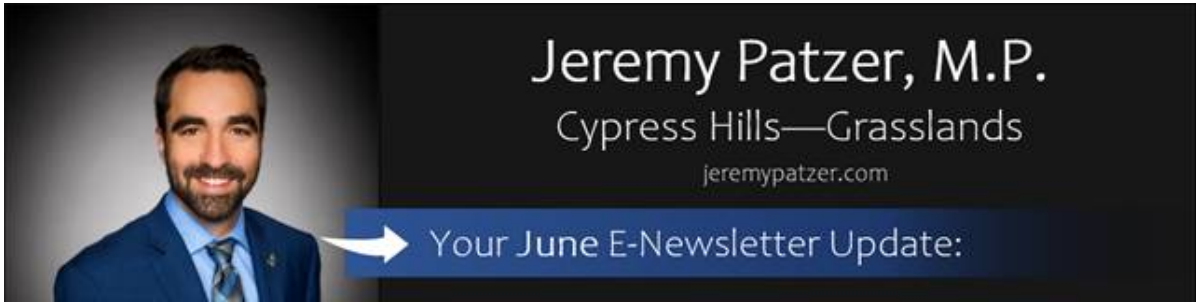 Jeremy Patzer, M.P.
Cypress Hills—Grasslands
jeremypatzer.com
Your June E-Newsletter Update: